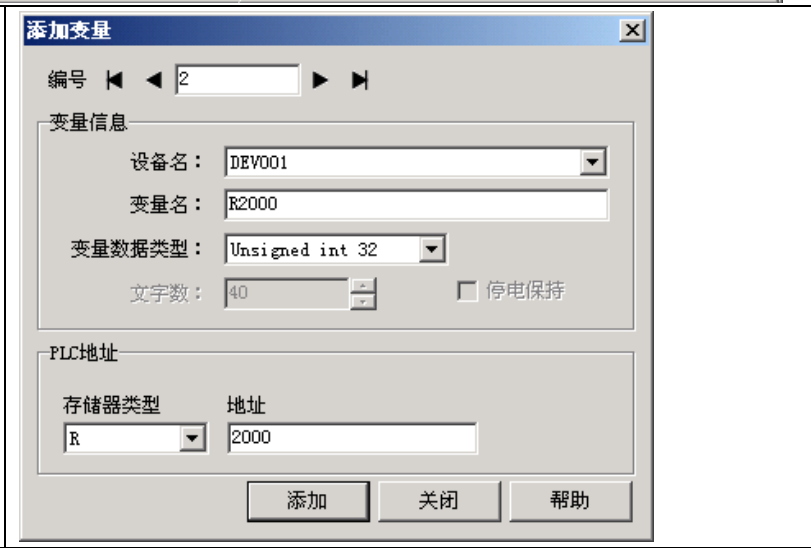 添加变量
编号 2
变量信息
设备名： DEV001
变量名： R2000
变量数据类型： Unsigned int 32
文字数： 40 停电保持
PLC地址
存储器类型 地址
R 2000
添加 关闭 帮助